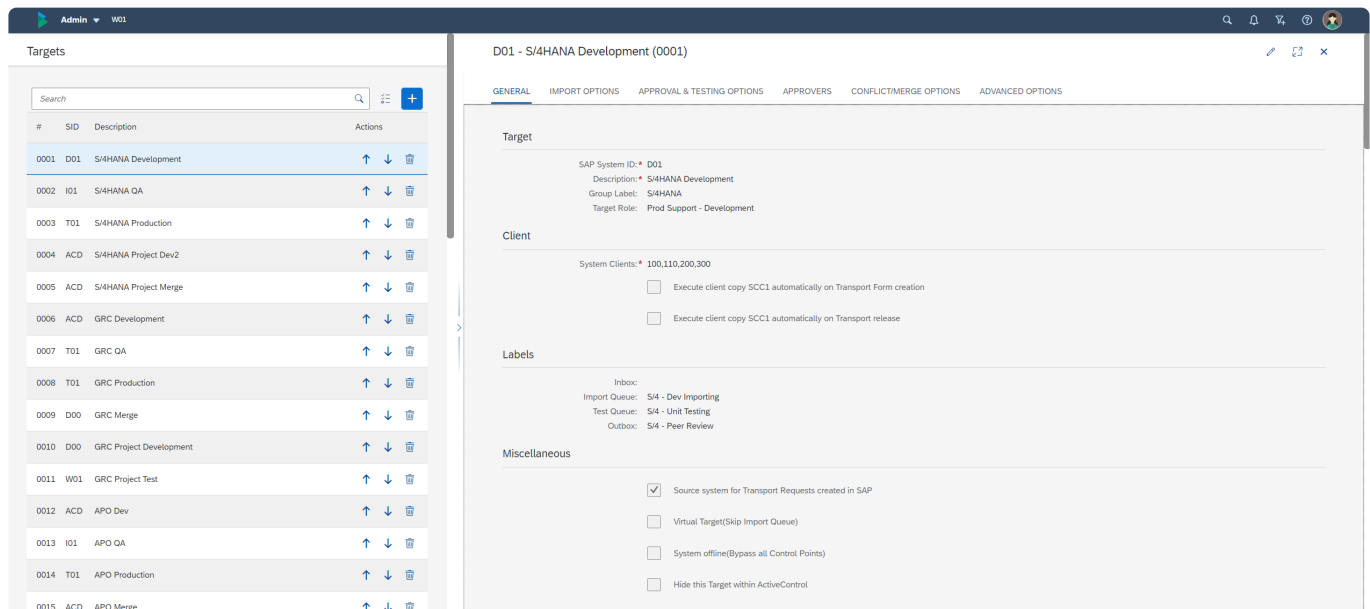 Admin W01
Targets
Search
# SID Description Actions
0001 D01 S/4HANA Development
0002 I01 S/4HANA QA
0003 T01 S/4HANA Production
0004 ACD S/4HANA Project Dev2
0005 ACD S/4HANA Project Merge
0006 ACD GRC Development
0007 T01 GRC QA
0008 T01 GRC Production
0009 D00 GRC Merge
0010 D00 GRC Project Development
0011 W01 GRC Project Test
0012 ACD APO Dev
0013 I01 APO QA
0014 T01 APO Production
0015 ACD APO Merge
D01 - S/4HANA Development (0001)
GENERAL IMPORT OPTIONS APPROVAL & TESTING OPTIONS APPROVERS CONFLICT/MERGE OPTIONS ADVANCED OPTIONS
Target
SAP System ID:* D01
Description:* S/4HANA Development
Group Label: S/4HANA
Target Role: Prod Support - Development
Client
System Clients:* 100,110,200,300
Execute client copy SCC1 automatically on Transport Form creation
Execute client copy SCC1 automatically on Transport release
Labels
Inbox:
Import Queue: S/4 - Dev Importing
Test Queue: S/4 - Unit Testing
Outbox: S/4 - Peer Review
Miscellaneous
Source system for Transport Requests created in SAP
Virtual Target(Skip Import Queue)
System offline(Bypass all Control Points)
Hide this Target within ActiveControl